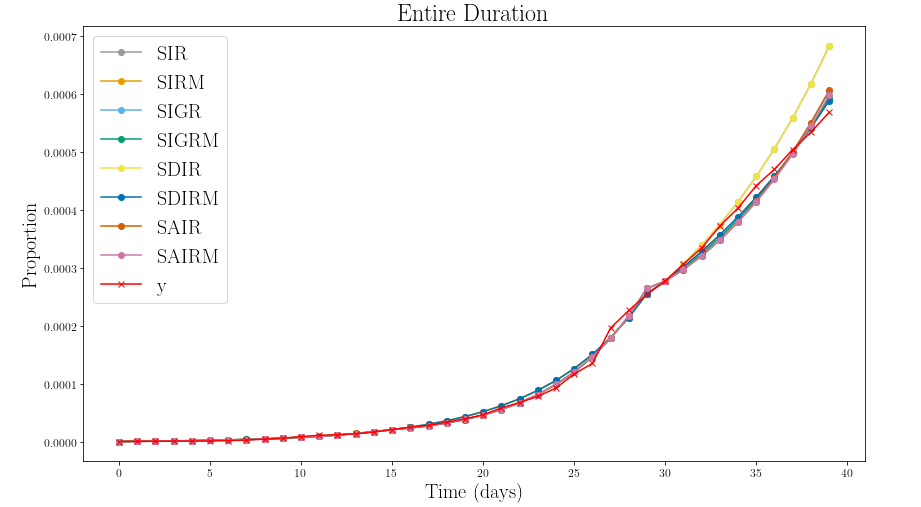 Entire Duration
0.0007
0.0006
0.0005
0.0004
0.0003
0.0002
0.0001
0.0000
Proportion
SIR
SIRM
SIGR
SIGRM
SDIR
SDIRM
SAIR
SAIRM
y
0 5 10 15 20 25 30 35 40
Time (days)